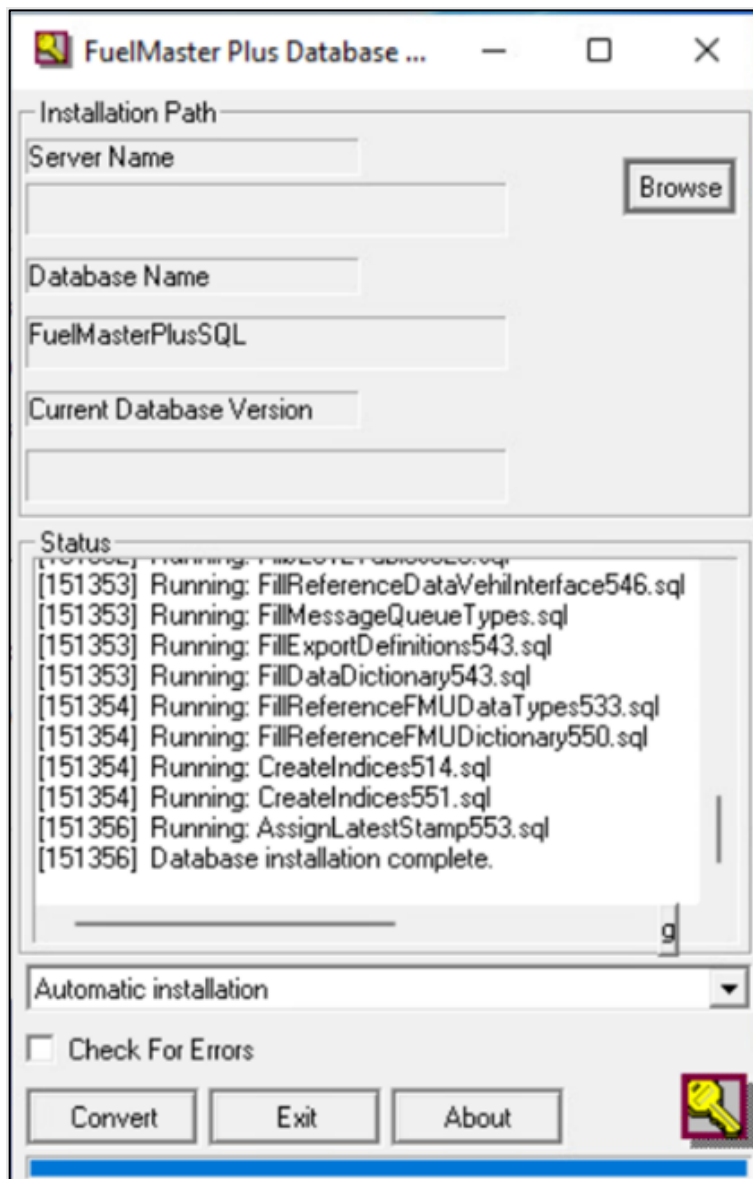 FuelMaster Plus Database ...
Installation Path
Server Name
Browse
Database Name
FuelMasterPlusSQL
Current Database Version
Status
Running:
[151353] Running: FillReferenceDataVehiInterface546.sql
[151353] Running: FillMessageQueueTypes.sql
[151353] Running: FillExportDefinitions543.sql
[151353] Running: FillDataDictionary543.sql
[151354] Running: FillReferenceFMUDataTypes533.sql
[151354] Running: FillReferenceFMUDictionary550.sql
[151354] Running: CreateIndices514.sql
[151354] Running: CreateIndices551.sql
[151356] Running: AssignLatestStamp553.sql
[151356] Database installation complete.
g
Automatic installation
Check For Errors
Convert Exit About